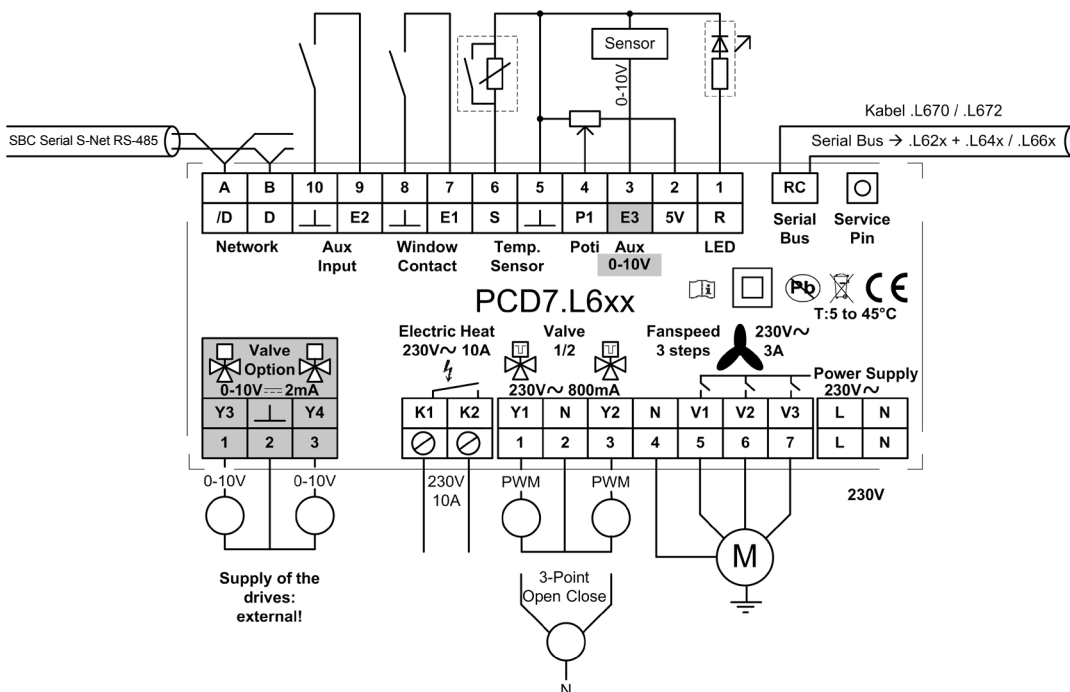 Sensor
0-10V
Kabel .L670 / .L672
SBC Serial S-Net RS-485
Serial Bus → .L62x + .L64x / .L66x
A B 10 9 8 7 6 5 4 3 2 1
/D D ⊥ E2 ⊥ E1 S ⊥ P1 E3 5V R
RC
Network
Aux
Input
Window
Contact
Temp.
Sensor
Poti
Aux
0-10V
LED
Serial
Bus
Service
Pin
PCD7.L6xx
i
Pb
CE
T:5 to 45°C
Valve
Option
0-10V⎓2mA
Electric Heat
230V~ 10A
Valve
1/2
230V~ 800mA
Fanspeed
3 steps
230V~
3A
Power Supply
230V~
Y3 ⊥ Y4
1 2 3
K1 K2
Y1 N Y2 N V1 V2 V3
1 2 3 4 5 6 7
L N
L N
0-10V
0-10V
230V
10A
PWM
PWM
230V
M
Supply of the
drives:
external!
3-Point
Open Close
N